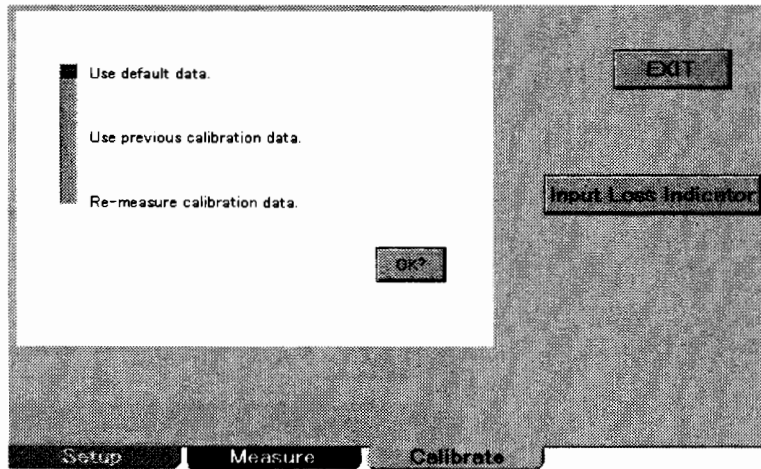 Use default data.
Use previous calibration data.
Re-measure calibration data.
OK?
EXIT
Input Loss Indicator
Setup
Measure
Calibrate